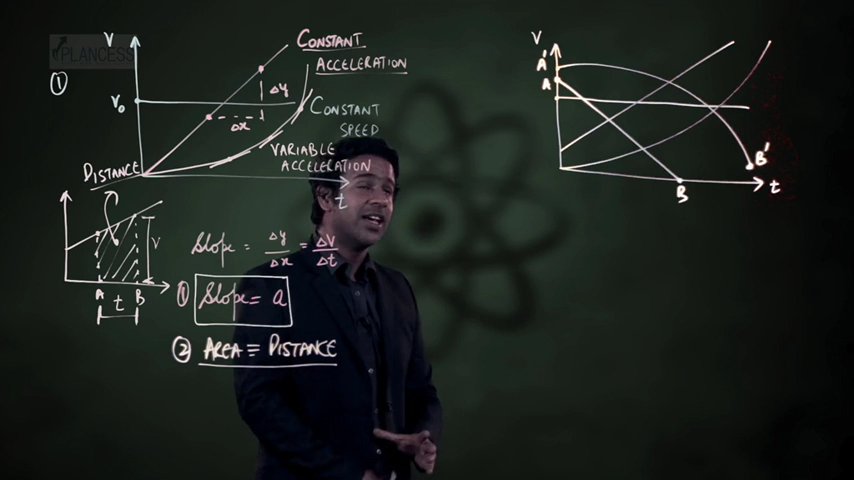 PLANCESS
V
①
V₀
CONSTANT
ACCELERATION
Δy
Δx
CONSTANT
SPEED
VARIABLE
ACCELERATION
DISTANCE
t
V
A
t
B
Slope = Δy/Δx = ΔV/Δt
① Slope = a
② AREA ≡ DISTANCE
V
A'
A
B'
B
t